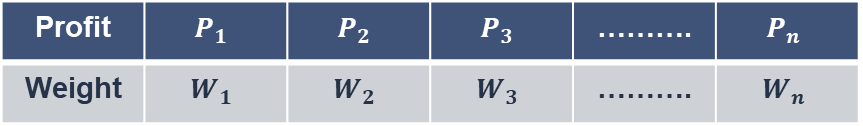 Profit P1 P2 P3 .......... Pn
Weight W1 W2 W3 .......... Wn